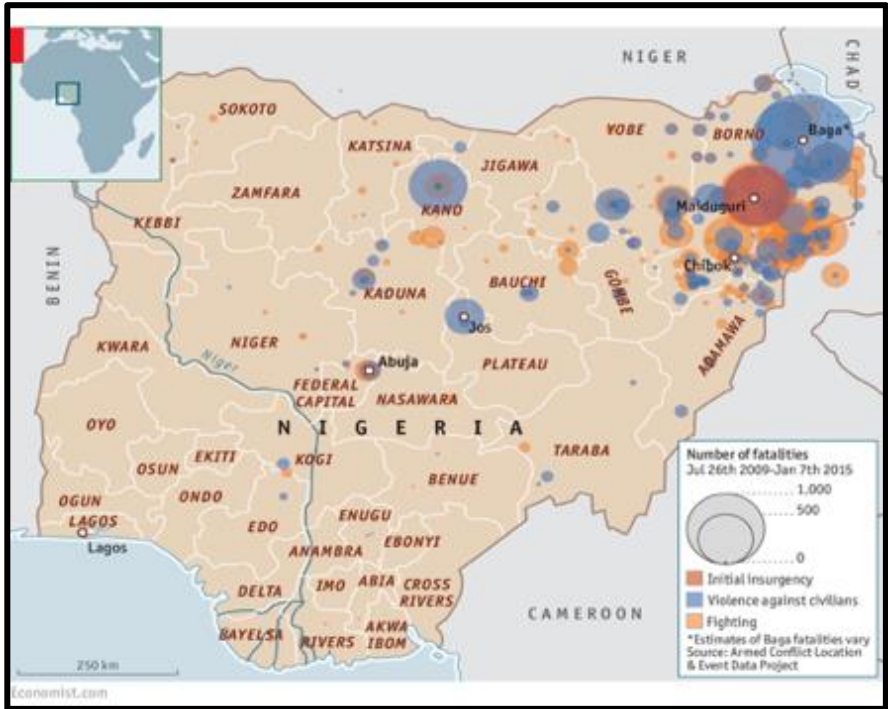 NIGER
CHAD
SOKOTO
KATSINA
YOBE
BORNO
Baga*
JIGAWA
ZAMFARA
KANO
Maiduguri
KEBBI
Chibok
BENIN
KADUNA
BAUCHI
GOMBE
Jos
ADAMAWA
NIGER
KWARA
Niger
Abuja
PLATEAU
FEDERAL
CAPITAL
NASAWARA
NIGERIA
OYO
TARABA
EKITI
KOGI
OSUN
BENUE
ONDO
OGUN
LAGOS
Lagos
EDO
ENUGU
EBONYI
ANAMBRA
DELTA
IMO
ABIA
CROSS
RIVERS
BAYELSA
RIVERS
AKWA
IBOM
CAMEROON
Number of fatalities
Jul 26th 2009-Jan 7th 2015
1,000
500
0
Initial insurgency
Violence against civilians
Fighting
*Estimates of Baga fatalities vary
Source: Armed Conflict Location
& Event Data Project
250 km
Economist.com